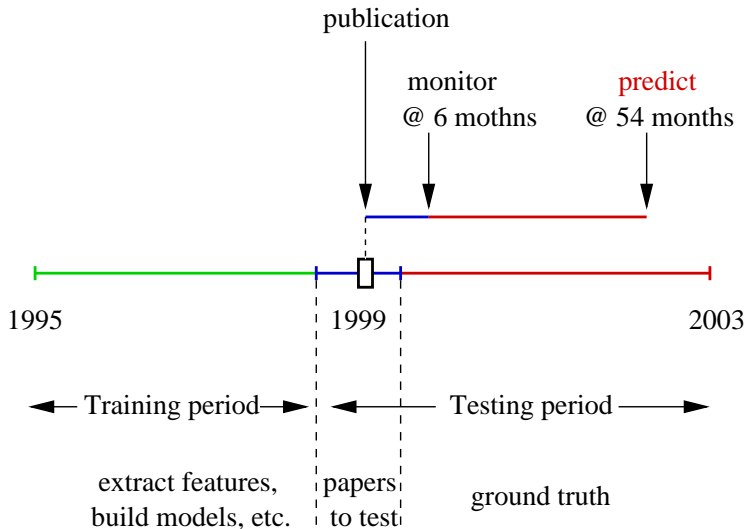 publication
monitor
@ 6 mothns
predict
@ 54 months
1995
1999
2003
Training period
Testing period
extract features,
build models, etc.
papers
to test
ground truth